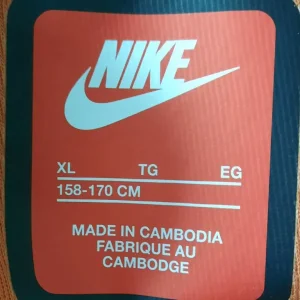 NIKE
XL TG EG
158-170 CM
MADE IN CAMBODIA
FABRIQUE AU
CAMBODGE